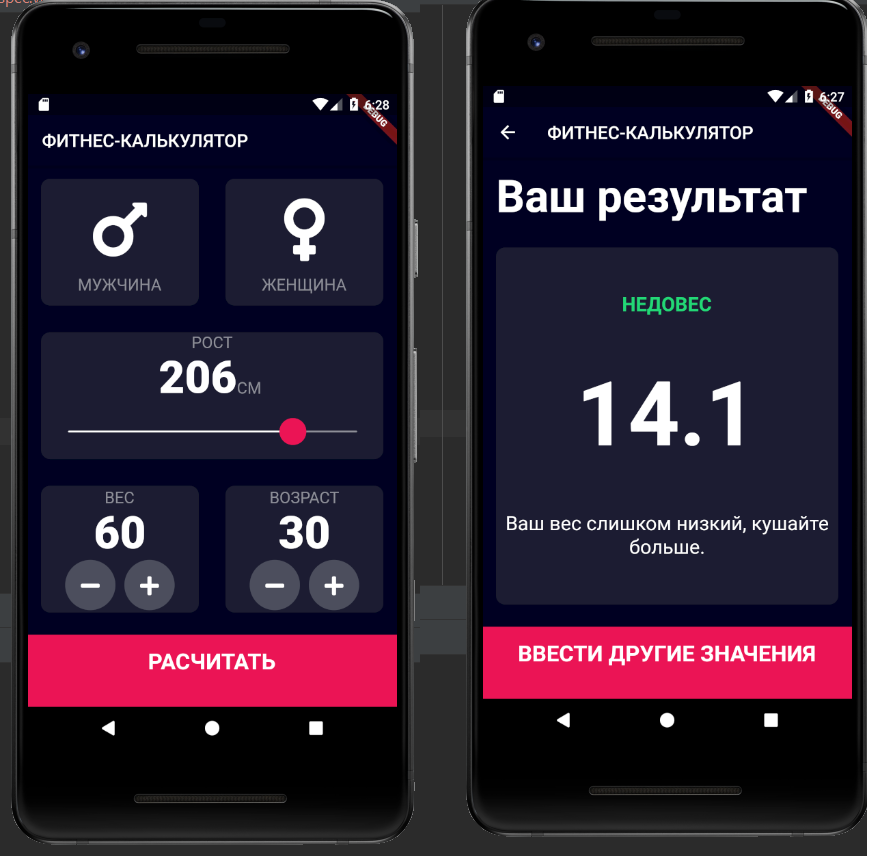 6:28
DEBUG
ФИТНЕС-КАЛЬКУЛЯТОР
МУЖЧИНА
ЖЕНЩИНА
РОСТ
206СМ
ВЕС
ВОЗРАСТ
60
30
РАСЧИТАТЬ
6:27
DEBUG
ФИТНЕС-КАЛЬКУЛЯТОР
Ваш результат
НЕДОВЕС
14.1
Ваш вес слишком низкий, кушайте
больше.
ВВЕСТИ ДРУГИЕ ЗНАЧЕНИЯ